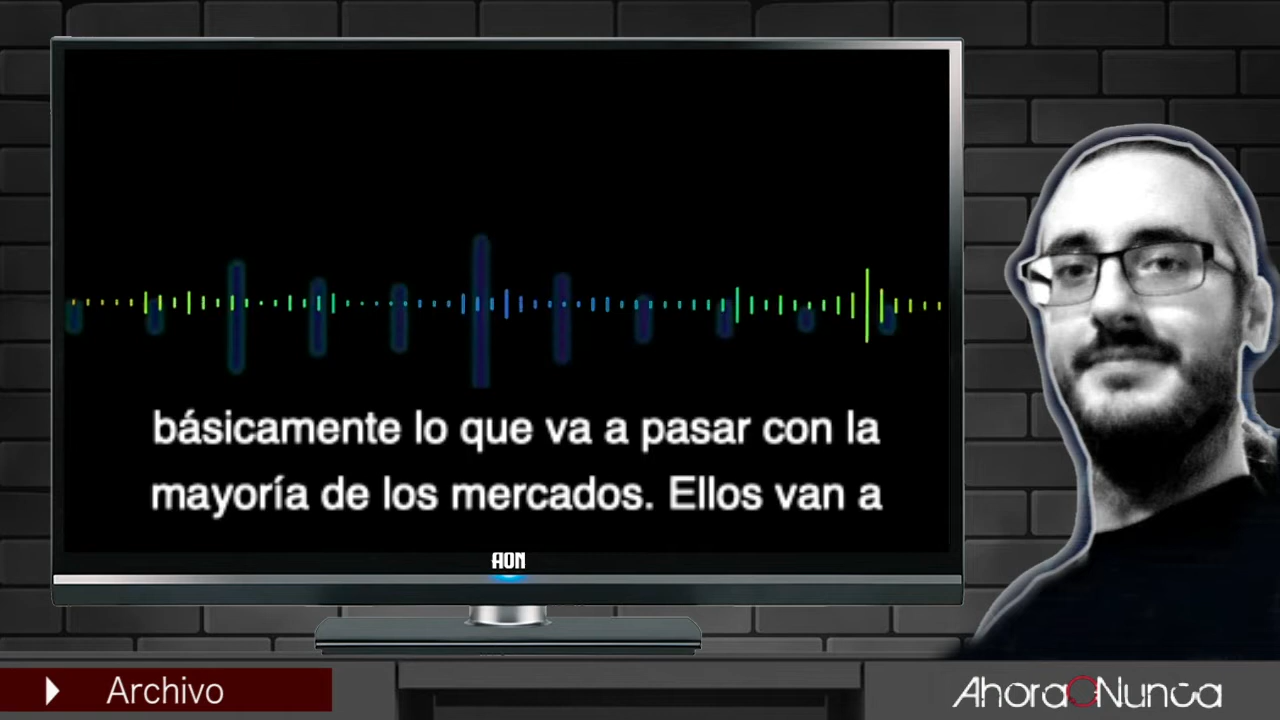 básicamente lo que va a pasar con la
mayoría de los mercados. Ellos van a
AON
Archivo
AhoraONunca